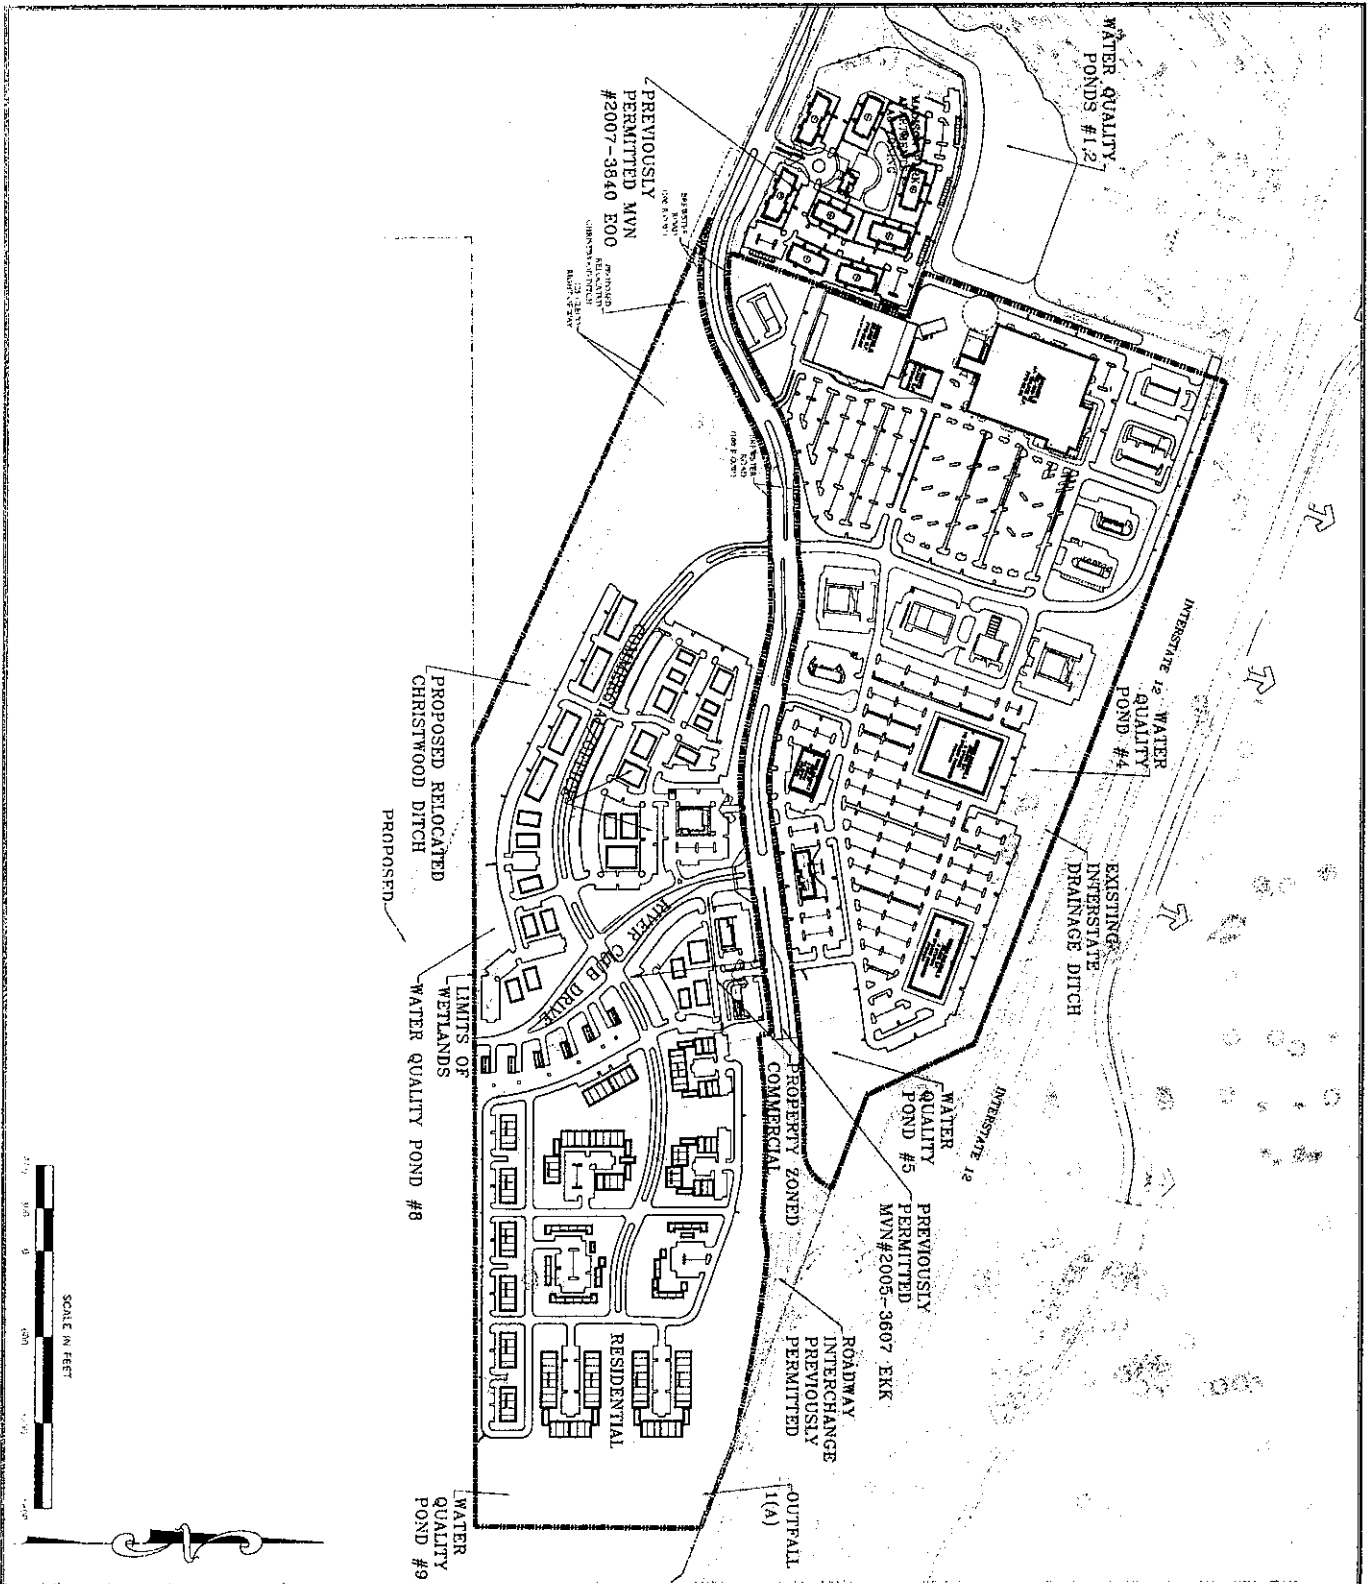 WATER QUALITY
PONDS #1,2
PREVIOUSLY
PERMITTED MVN
#2007-3840 EOO
INTERSTATE 12
WATER
QUALITY
POND #4
EXISTING
INTERSTATE
DRAINAGE DITCH
COMMERCIAL/OFFICE
PROPOSED RELOCATED
CHRISTWOOD DITCH
PROPOSED
RIVER CLUB DRIVE
LIMITS OF
WETLANDS
WATER QUALITY POND #8
PROPERTY ZONED
COMMERCIAL
WATER
QUALITY
POND #5
INTERSTATE 12
PREVIOUSLY
PERMITTED
MVN#2005-3607 EKK
ROADWAY
INTERCHANGE
PREVIOUSLY
PERMITTED
RESIDENTIAL
OUTFALL
1(A)
WATER
QUALITY
POND #9
SCALE IN FEET